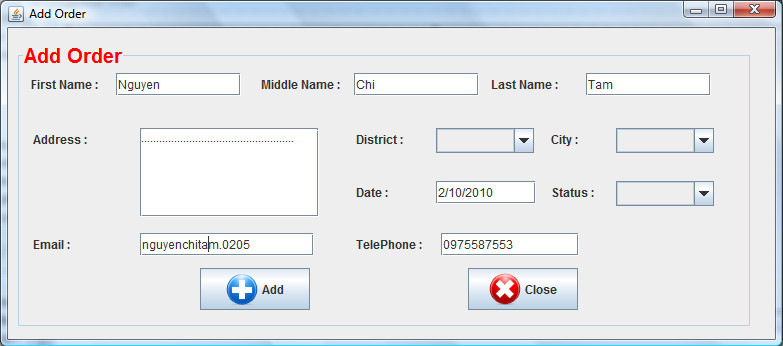 Add Order
Add Order
First Name : Nguyen Middle Name : Chi Last Name : Tam
Address : ................................................... District : City :
Date : 2/10/2010 Status :
Email : nguyenchitam.0205 TelePhone : 0975587553
Add Close